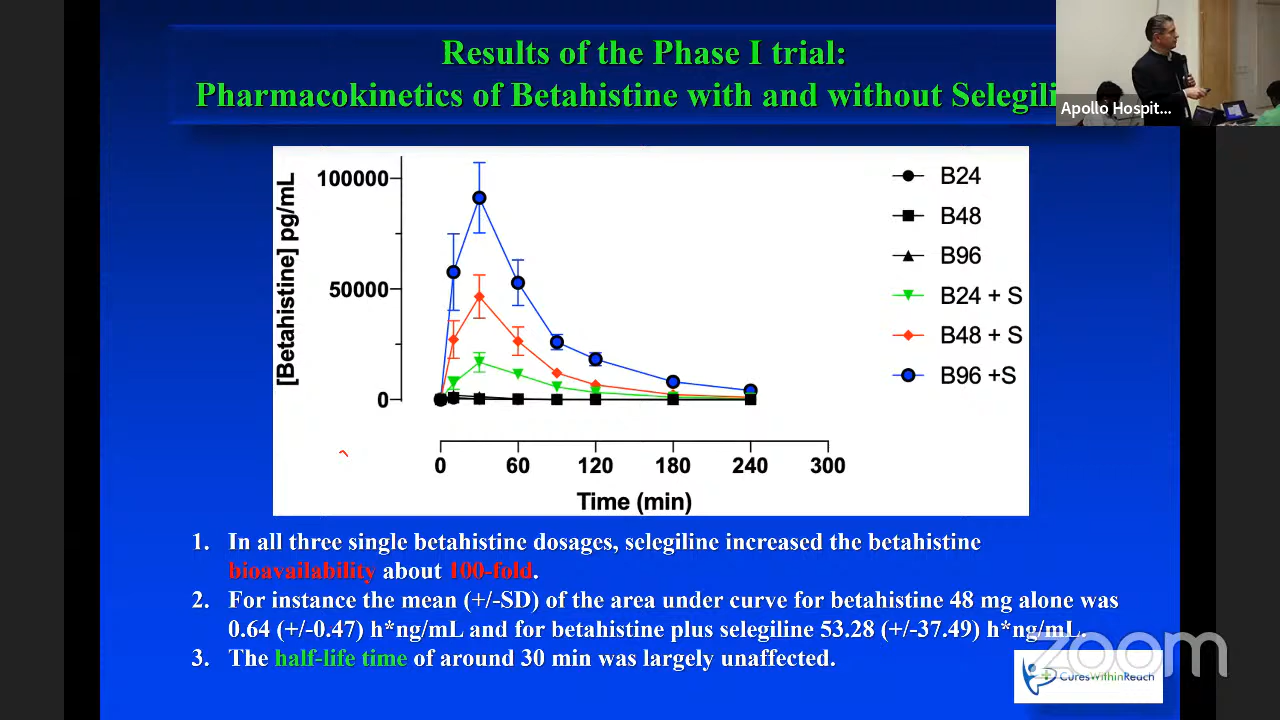 Results of the Phase I trial:
Pharmacokinetics of Betahistine with and without Selegili
Apollo Hospit...
[Betahistine] pg/mL
100000
50000
0
0 60 120 180 240 300
Time (min)
B24
B48
B96
B24 + S
B48 + S
B96 +S
1. In all three single betahistine dosages, selegiline increased the betahistine
bioavailability about 100-fold.
2. For instance the mean (+/-SD) of the area under curve for betahistine 48 mg alone was
0.64 (+/-0.47) h*ng/mL and for betahistine plus selegiline 53.28 (+/-37.49) h*ng/mL.
3. The half-life time of around 30 min was largely unaffected.
zoom
CuresWithinReach